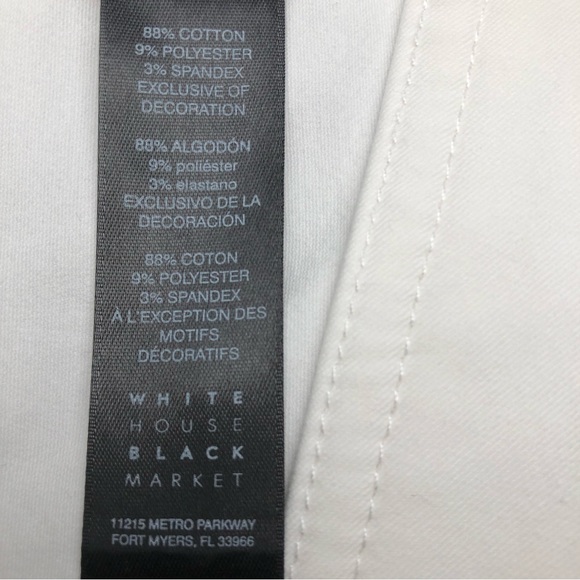 88% COTTON
9% POLYESTER
3% SPANDEX
EXCLUSIVE OF
DECORATION
88% ALGODÓN
9% poliéster
3% elastano
EXCLUSIVO DE LA
DECORACIÓN
88% COTON
9% POLYESTER
3% SPANDEX
À L'EXCEPTION DES
MOTIFS
DÉCORATIFS
WHITE
HOUSE
BLACK
MARKET
11215 METRO PARKWAY
FORT MYERS, FL 33966